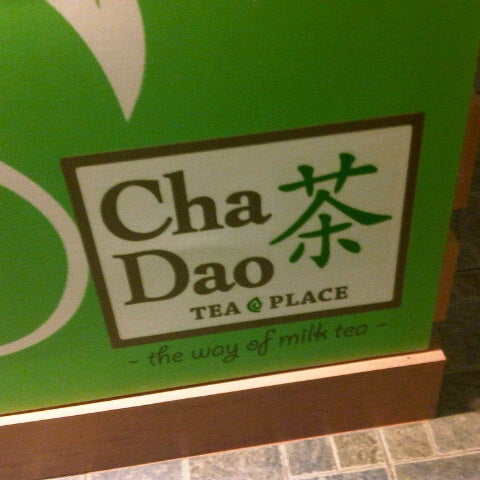 Cha
Dao
茶
TEA PLACE
- the way of milk tea -